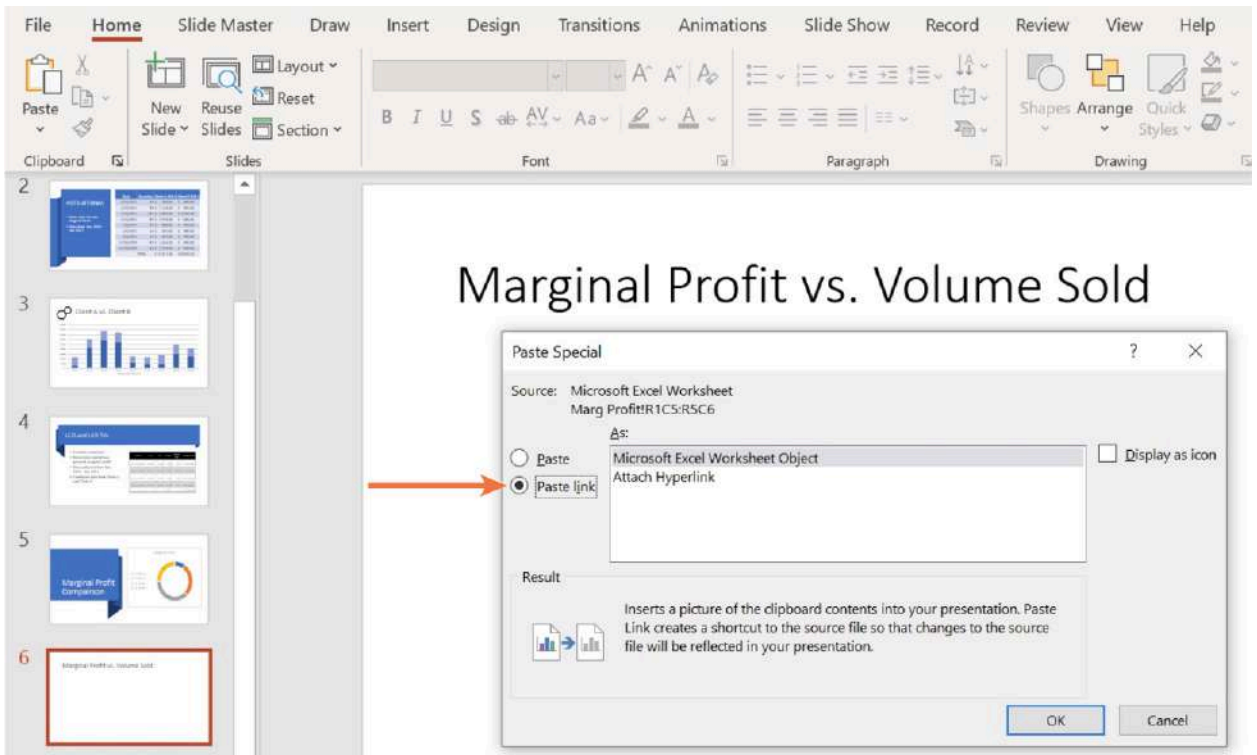 File Home Slide Master Draw Insert Design Transitions Animations Slide Show Record Review View Help
Paste
New
Slide
Reuse
Slides
Layout
Reset
Section
B I U S ab AV Aa A
Shapes Arrange Quick
Styles
Clipboard Slides Font Paragraph Drawing
2
3
4
5
Marginal Profit
Comparison
6
Marginal Profit vs. Volume Sold
Marginal Profit vs. Volume Sold
Paste Special ?
Source: Microsoft Excel Worksheet
Marg Profit!R1C5:R5C6
As:
Paste
Paste link
Microsoft Excel Worksheet Object
Attach Hyperlink
Display as icon
Result
Inserts a picture of the clipboard contents into your presentation. Paste
Link creates a shortcut to the source file so that changes to the source
file will be reflected in your presentation.
OK Cancel